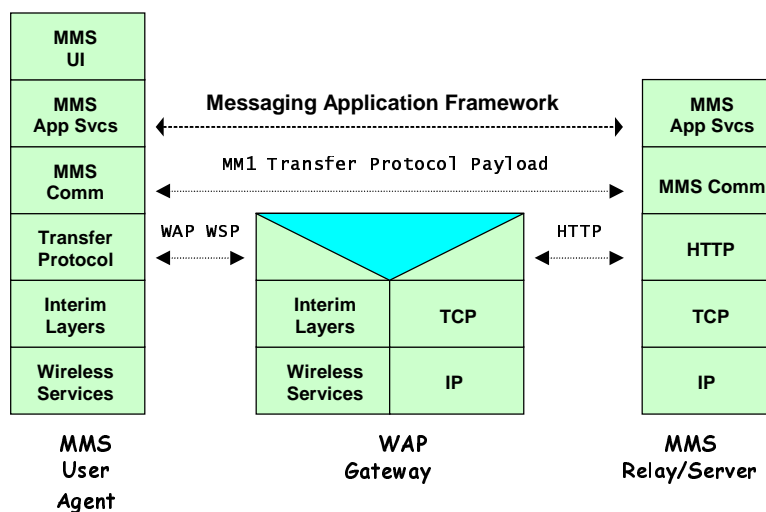 MMS
UI
MMS
App Svcs
MMS
Comm
Transfer
Protocol
Interim
Layers
Wireless
Services
MMS
User
Agent
Messaging Application Framework
MM1 Transfer Protocol Payload
WAP WSP
HTTP
Interim
Layers
TCP
Wireless
Services
IP
WAP
Gateway
MMS
App Svcs
MMS Comm
HTTP
TCP
IP
MMS
Relay/Server